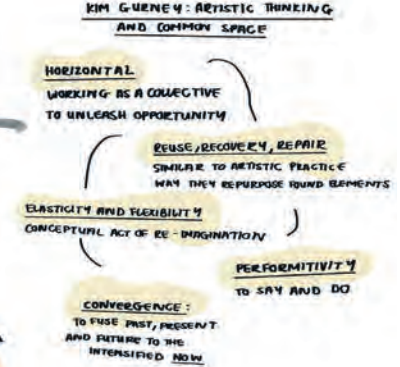 KIM GURNEY: ARTISTIC THINKING
AND COMMON SPACE
HORIZONTAL
WORKING AS A COLLECTIVE
TO UNLEASH OPPORTUNITY
REUSE, RECOVERY, REPAIR
SIMILAR TO ARTISTIC PRACTICE
WAY THEY REPURPOSE FOUND ELEMENTS
ELASTICITY AND FLEXIBILITY
CONCEPTUAL ACT OF RE-IMAGINATION
PERFORMITIVITY
TO SAY AND DO
CONVERGENCE:
TO FUSE PAST, PRESENT
AND FUTURE TO THE
INTENSIFIED NOW